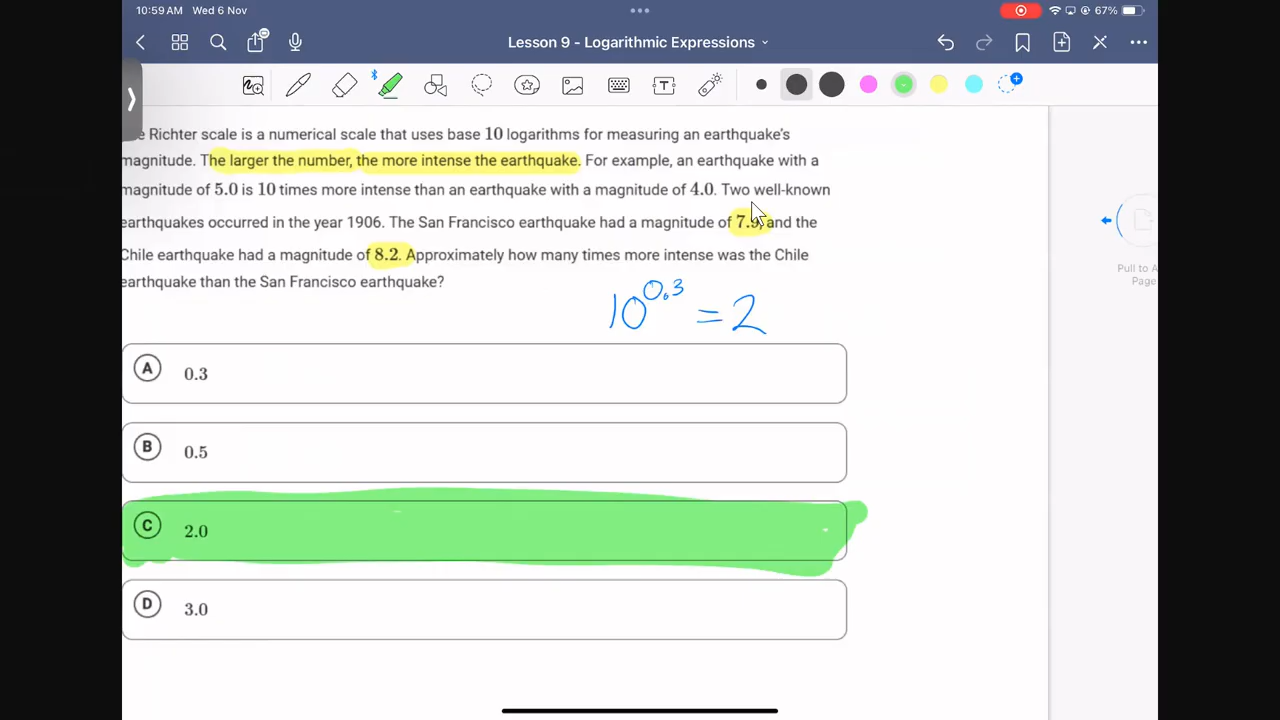 10:59 AM Wed 6 Nov
67%
Lesson 9 - Logarithmic Expressions
e Richter scale is a numerical scale that uses base 10 logarithms for measuring an earthquake's
magnitude. The larger the number, the more intense the earthquake. For example, an earthquake with a
magnitude of 5.0 is 10 times more intense than an earthquake with a magnitude of 4.0. Two well-known
earthquakes occurred in the year 1906. The San Francisco earthquake had a magnitude of 7.9, and the
Chile earthquake had a magnitude of 8.2. Approximately how many times more intense was the Chile
earthquake than the San Francisco earthquake?
10^0.3 = 2
A 0.3
B 0.5
C 2.0
D 3.0
Pull to A
Page